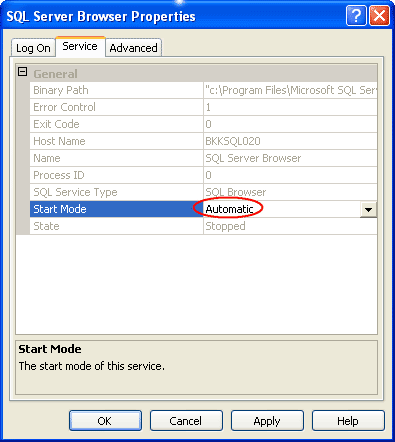 SQL Server Browser Properties
Log On Service Advanced
General
Binary Path "c:\Program Files\Microsoft SQL Serv
Error Control 1
Exit Code 0
Host Name BKKSQL020
Name SQL Server Browser
Process ID 0
SQL Service Type SQL Browser
Start Mode Automatic
State Stopped
Start Mode
The start mode of this service.
OK Cancel Apply Help